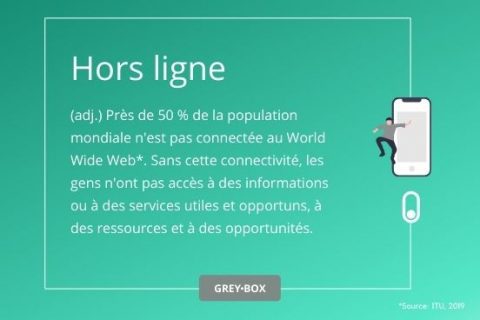 Hors ligne
(adj.) Près de 50 % de la population
mondiale n'est pas connectée au World
Wide Web*. Sans cette connectivité, les
gens n'ont pas accès à des informations
ou à des services utiles et opportuns, à
des ressources et à des opportunités.
GREY•BOX
*Source: ITU, 2019